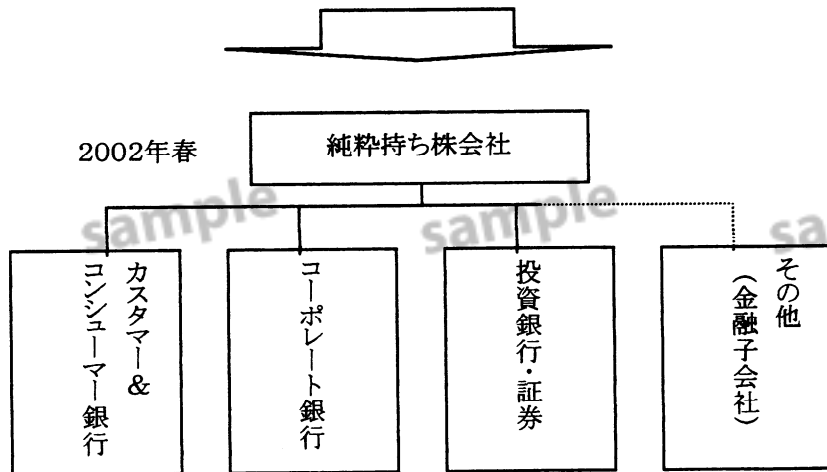 2002年春
純粋持ち株会社
sample
sample
sa
カスタマー&
コンシューマー銀行
コーポレート銀行
投資銀行・証券
その他
(金融子会社)